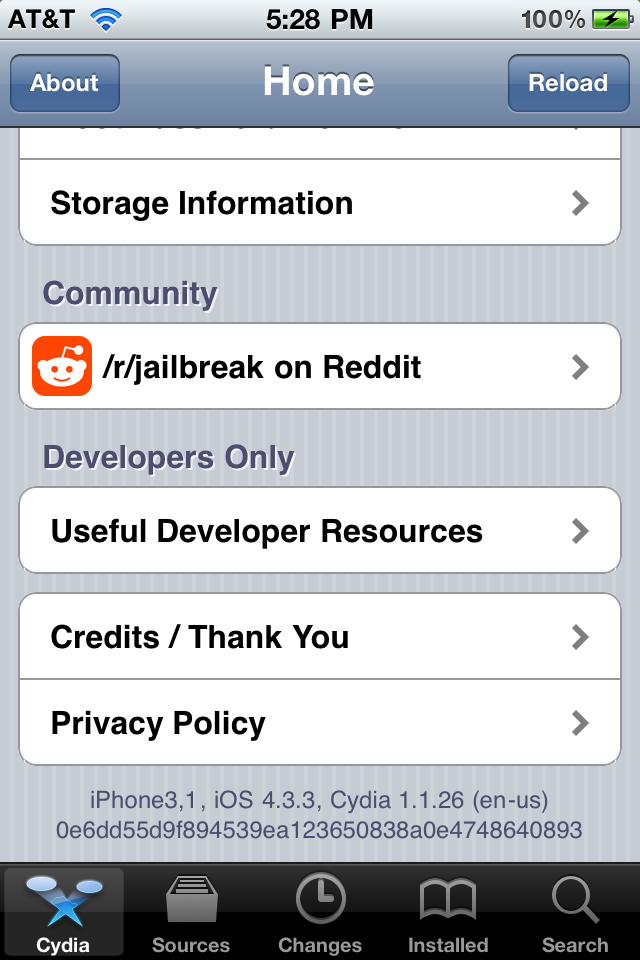 AT&T 5:28 PM 100%
About Home Reload
Storage Information
Community
/r/jailbreak on Reddit
Developers Only
Useful Developer Resources
Credits / Thank You
Privacy Policy
iPhone3,1, iOS 4.3.3, Cydia 1.1.26 (en-us)
0e6dd55d9f894539ea123650838a0e4748640893
Cydia Sources Changes Installed Search